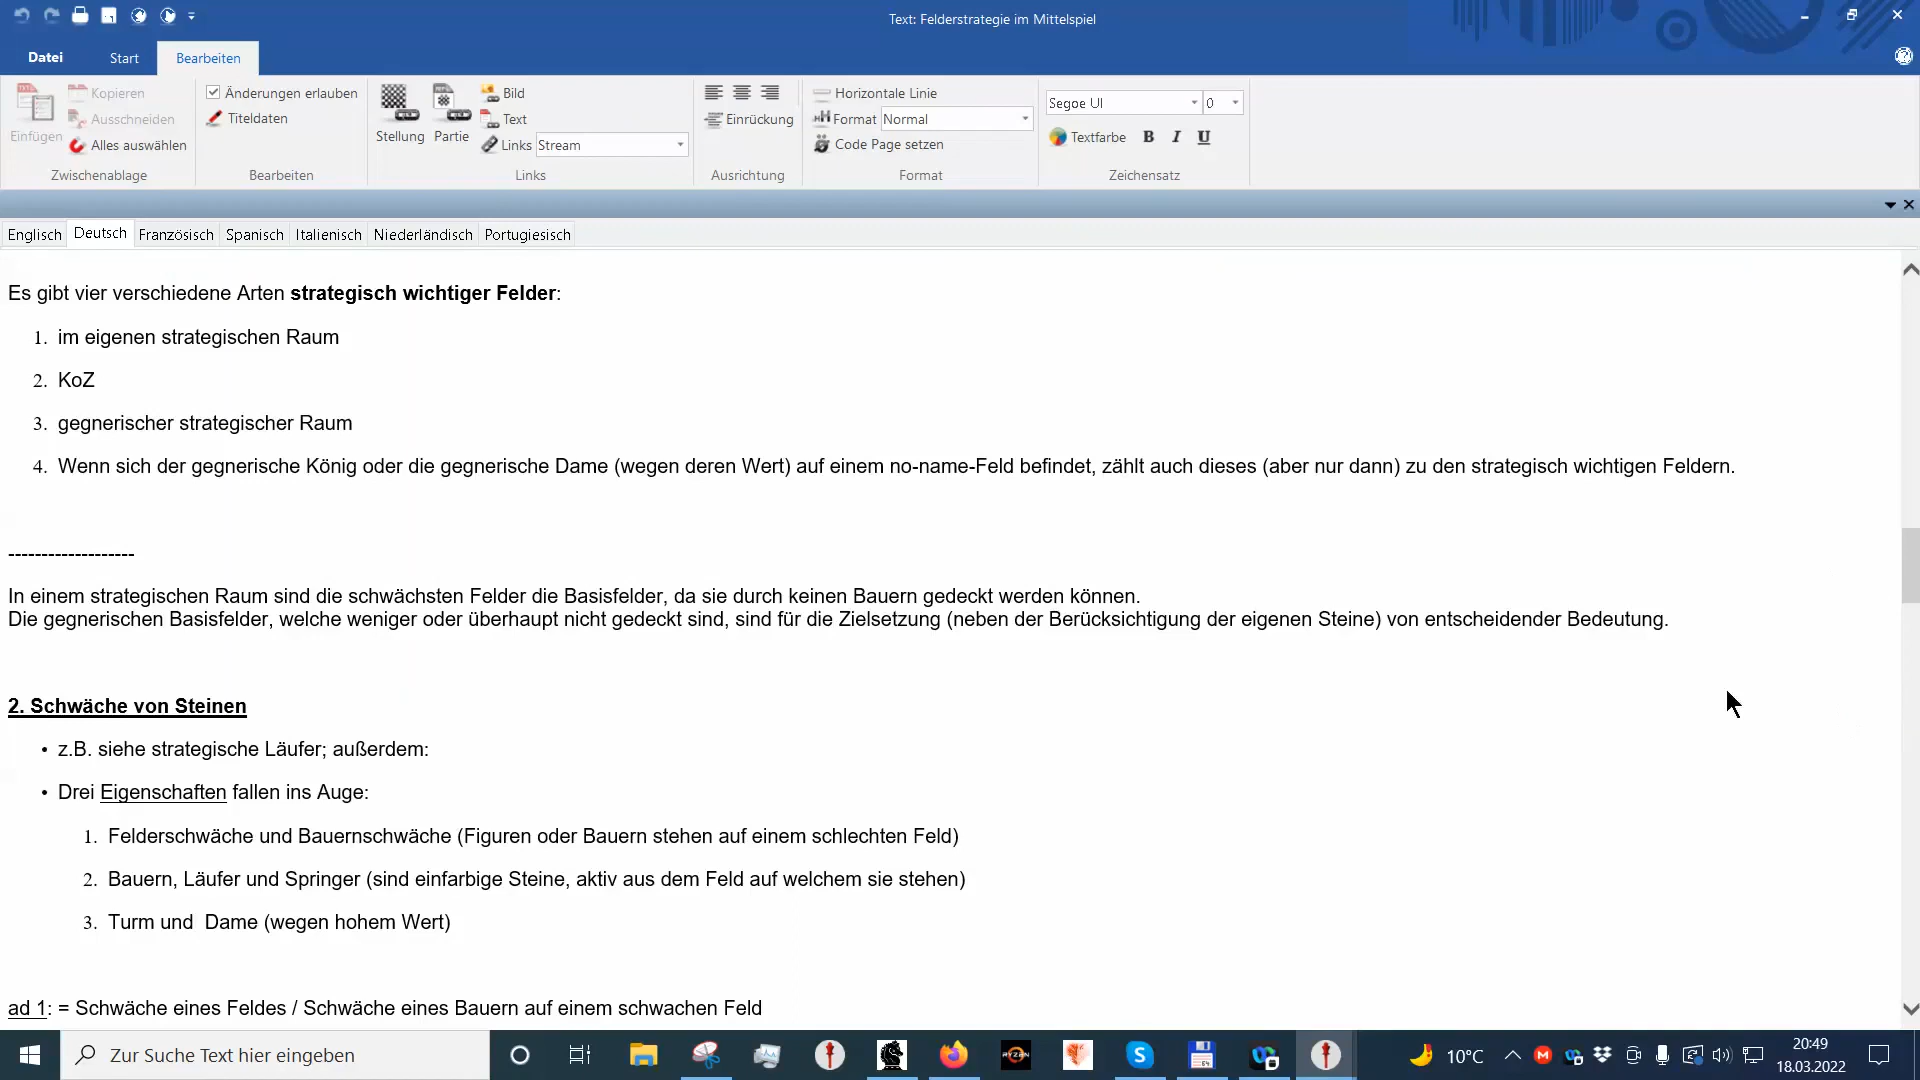 Text: Felderstrategie im Mittelspiel
Datei Start Bearbeiten
Einfügen
Kopieren
Ausschneiden
Alles auswählen
Zwischenablage
Änderungen erlauben
Titeldaten
Bearbeiten
Stellung Partie
Bild
Text
Links Stream
Links
Einrückung
Ausrichtung
Horizontale Linie
Format Normal
Code Page setzen
Format
Segoe UI 0
Textfarbe B I U
Zeichensatz
Englisch Deutsch Französisch Spanisch Italienisch Niederländisch Portugiesisch
Es gibt vier verschiedene Arten strategisch wichtiger Felder:
1. im eigenen strategischen Raum
2. KoZ
3. gegnerischer strategischer Raum
4. Wenn sich der gegnerische König oder die gegnerische Dame (wegen deren Wert) auf einem no-name-Feld befindet, zählt auch dieses (aber nur dann) zu den strategisch wichtigen Feldern.
-------------------
In einem strategischen Raum sind die schwächsten Felder die Basisfelder, da sie durch keinen Bauern gedeckt werden können.
Die gegnerischen Basisfelder, welche weniger oder überhaupt nicht gedeckt sind, sind für die Zielsetzung (neben der Berücksichtigung der eigenen Steine) von entscheidender Bedeutung.
2. Schwäche von Steinen
• z.B. siehe strategische Läufer; außerdem:
• Drei Eigenschaften fallen ins Auge:
1. Felderschwäche und Bauernschwäche (Figuren oder Bauern stehen auf einem schlechten Feld)
2. Bauern, Läufer und Springer (sind einfarbige Steine, aktiv aus dem Feld auf welchem sie stehen)
3. Turm und Dame (wegen hohem Wert)
ad 1: = Schwäche eines Feldes / Schwäche eines Bauern auf einem schwachen Feld
Zur Suche Text hier eingeben
RYZEN
10°C
20:49
18.03.2022